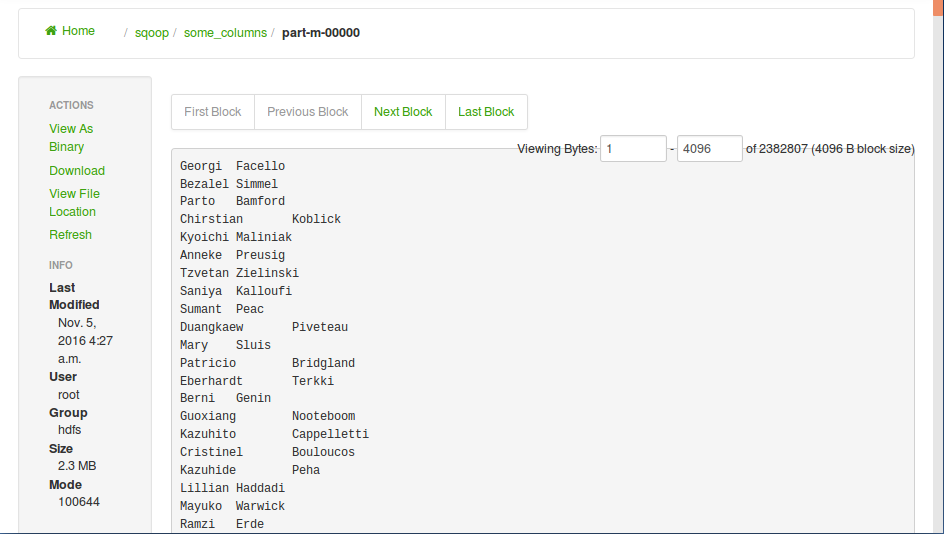 Home / sqoop / some_columns / part-m-00000
ACTIONS
View As
Binary
Download
View File
Location
Refresh
INFO
Last
Modified
Nov. 5,
2016 4:27
a.m.
User
root
Group
hdfs
Size
2.3 MB
Mode
100644
First Block Previous Block Next Block Last Block
Viewing Bytes: 1 - 4096 of 2382807 (4096 B block size)
Georgi Facello
Bezalel Simmel
Parto Bamford
Chirstian Koblick
Kyoichi Maliniak
Anneke Preusig
Tzvetan Zielinski
Saniya Kalloufi
Sumant Peac
Duangkaew Piveteau
Mary Sluis
Patricio Bridgland
Eberhardt Terkki
Berni Genin
Guoxiang Nooteboom
Kazuhito Cappelletti
Cristinel Bouloucos
Kazuhide Peha
Lillian Haddadi
Mayuko Warwick
Ramzi Erde